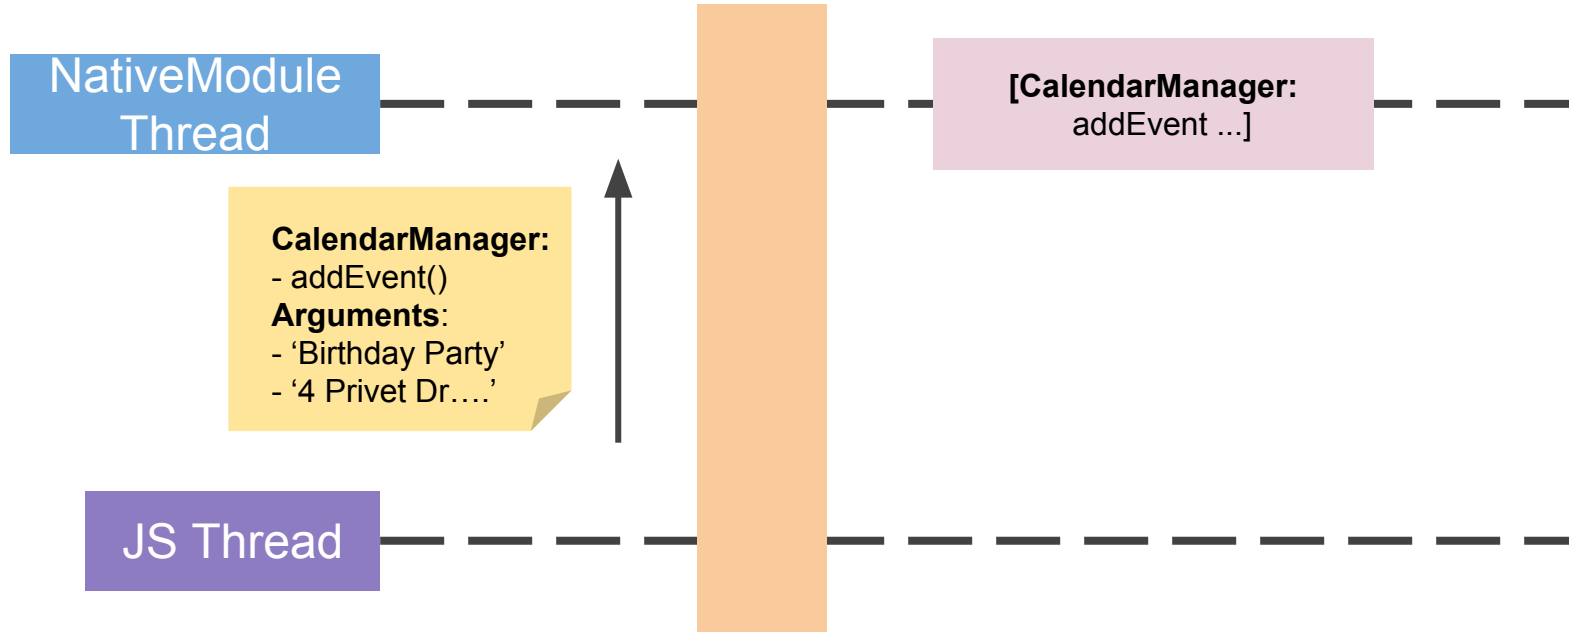 NativeModule
Thread
[CalendarManager:
addEvent ...]
CalendarManager:
- addEvent()
Arguments:
- ‘Birthday Party’
- ‘4 Privet Dr….’
JS Thread